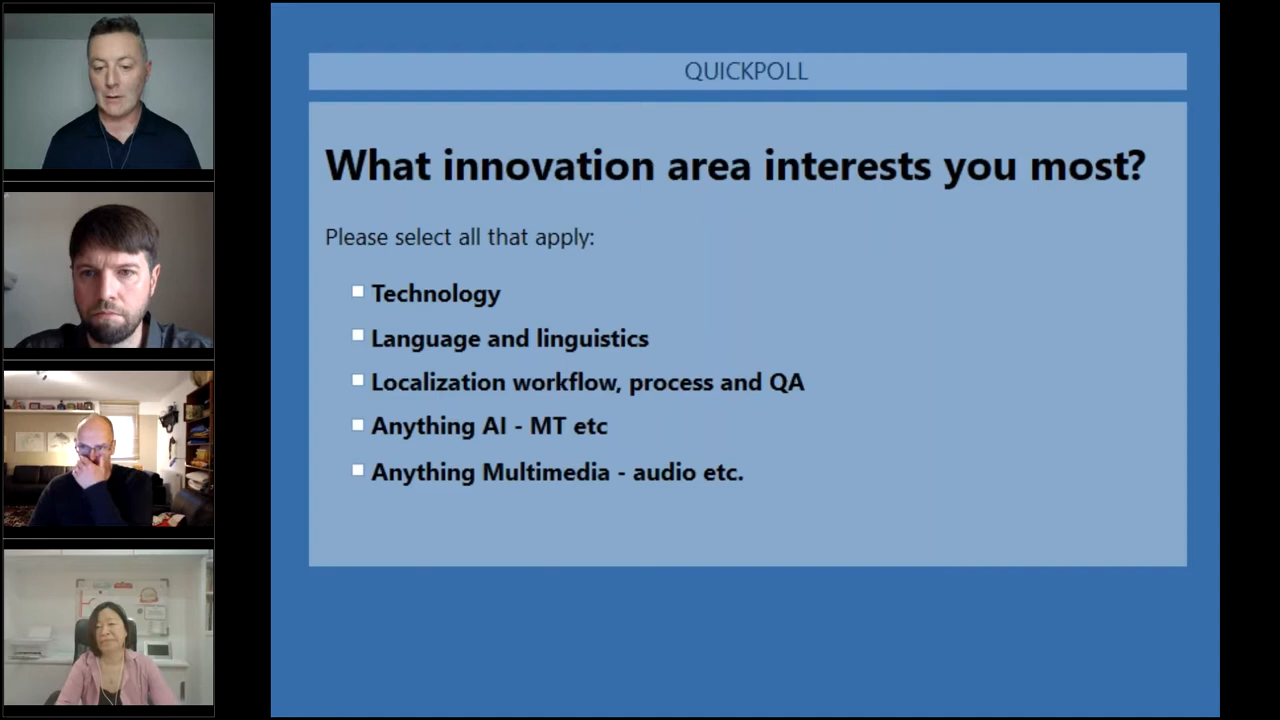 QUICKPOLL
What innovation area interests you most?
Please select all that apply:
Technology
Language and linguistics
Localization workflow, process and QA
Anything AI - MT etc
Anything Multimedia - audio etc.